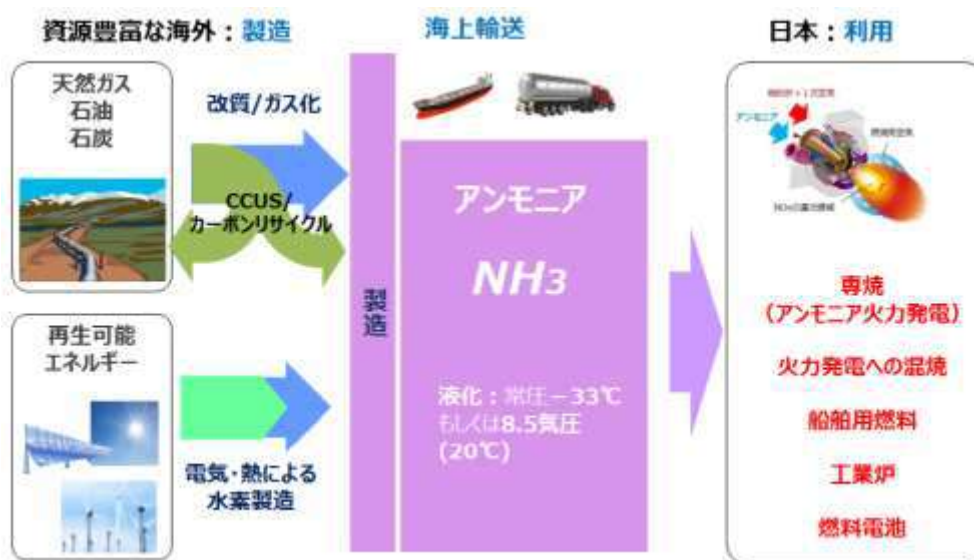 資源豊富な海外：製造
海上輸送
日本：利用
天然ガス
石油
石炭
改質/ガス化
CCUS/
カーボンリサイクル
再生可能
エネルギー
電気・熱による
水素製造
製造
アンモニア
NH3
液化：常圧－33℃
もしくは8.5気圧
(20℃)
アンモニア
専焼
（アンモニア火力発電）
火力発電への混焼
船舶用燃料
工業炉
燃料電池